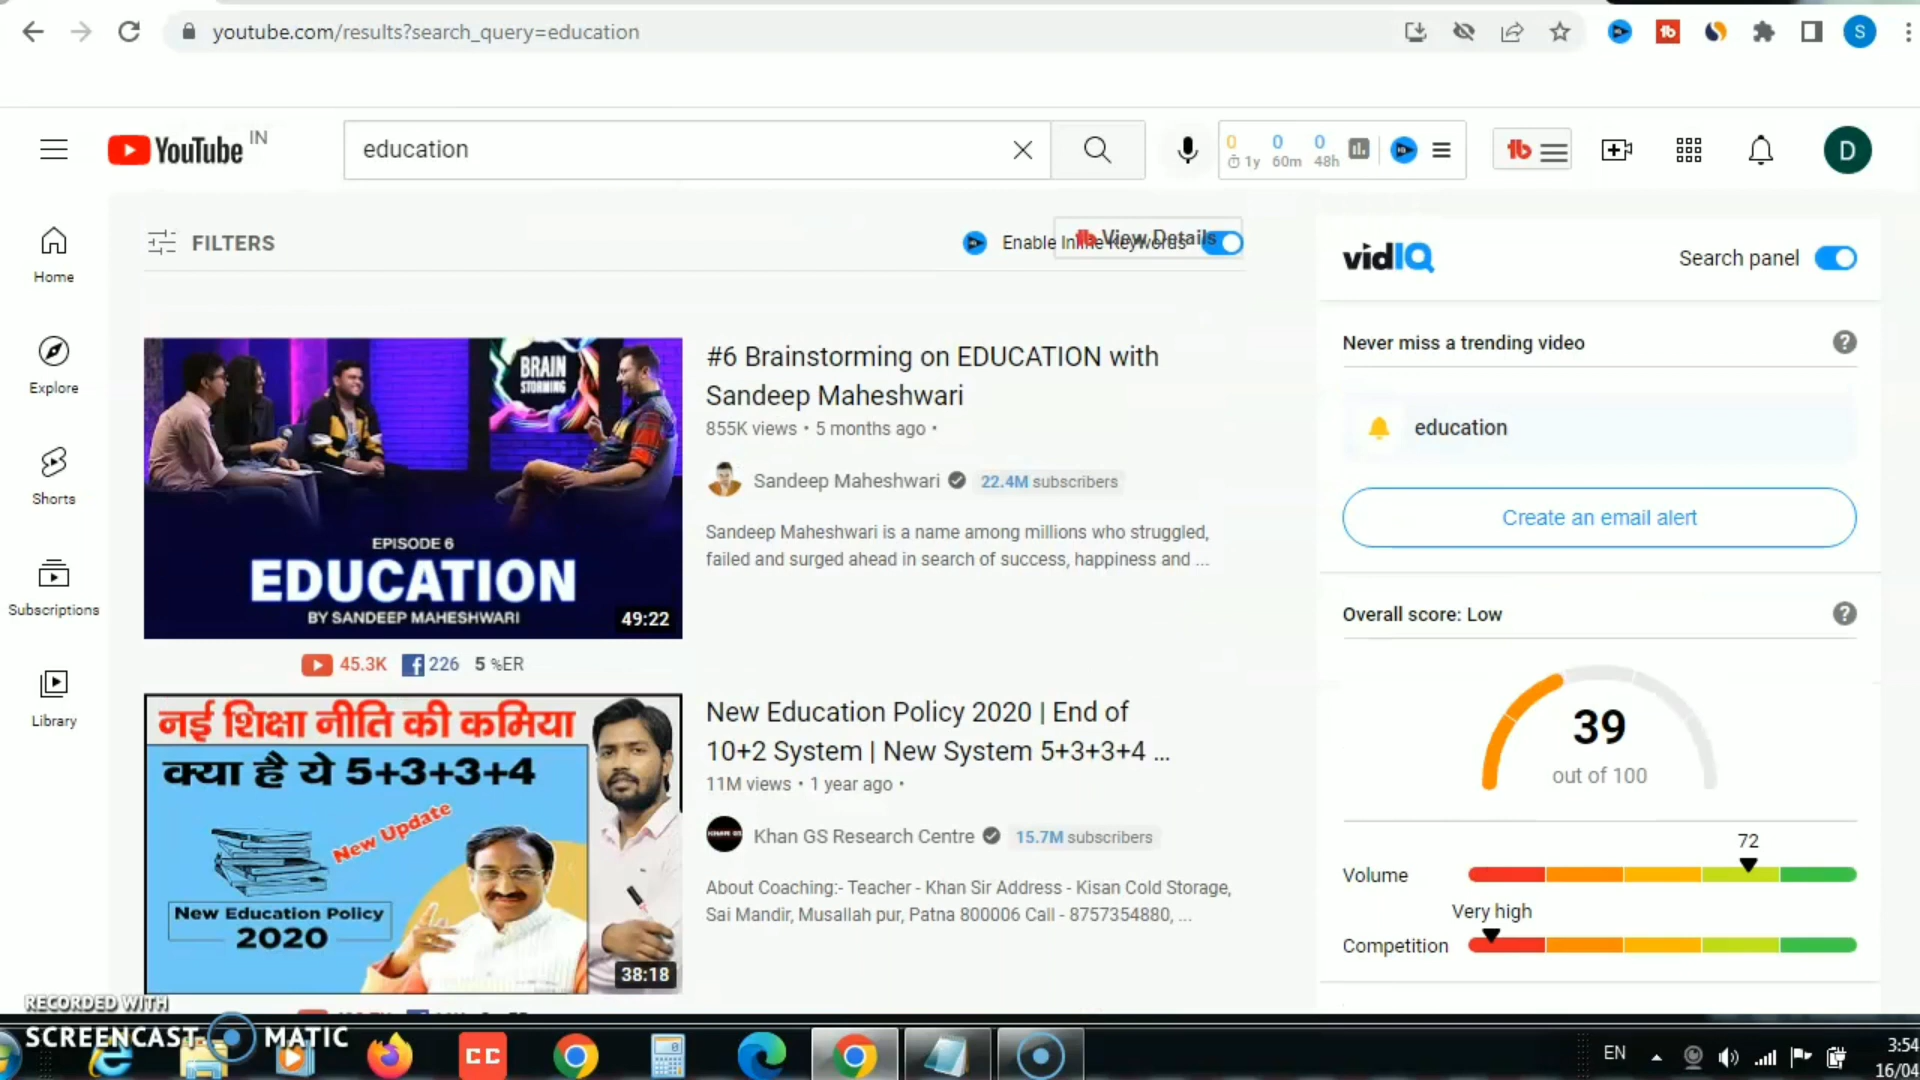 youtube.com/results?search_query=education
S
YouTube IN
education
0 0 0
1y 60m 48h
D
FILTERS
Enable Inline Keywords
View Details
vidIQ
Search panel
Home
Explore
Shorts
Subscriptions
Library
BRAIN
STORMING
EPISODE 6
EDUCATION
BY SANDEEP MAHESHWARI
49:22
45.3K 226 5 %ER
#6 Brainstorming on EDUCATION with
Sandeep Maheshwari
855K views • 5 months ago •
Sandeep Maheshwari 22.4M subscribers
Sandeep Maheshwari is a name among millions who struggled,
failed and surged ahead in search of success, happiness and ...
नई शिक्षा नीति की कमिया
क्या है ये 5+3+3+4
New Update
New Education Policy
2020
38:18
New Education Policy 2020 | End of
10+2 System | New System 5+3+3+4 ...
11M views • 1 year ago •
Khan GS Research Centre 15.7M subscribers
About Coaching:- Teacher - Khan Sir Address - Kisan Cold Storage,
Sai Mandir, Musallah pur, Patna 800006 Call - 8757354880, ...
Never miss a trending video
education
Create an email alert
Overall score: Low
39
out of 100
72
Volume
Very high
Competition
RECORDED WITH
SCREENCAST MATIC
CC
EN
3:54
16/04